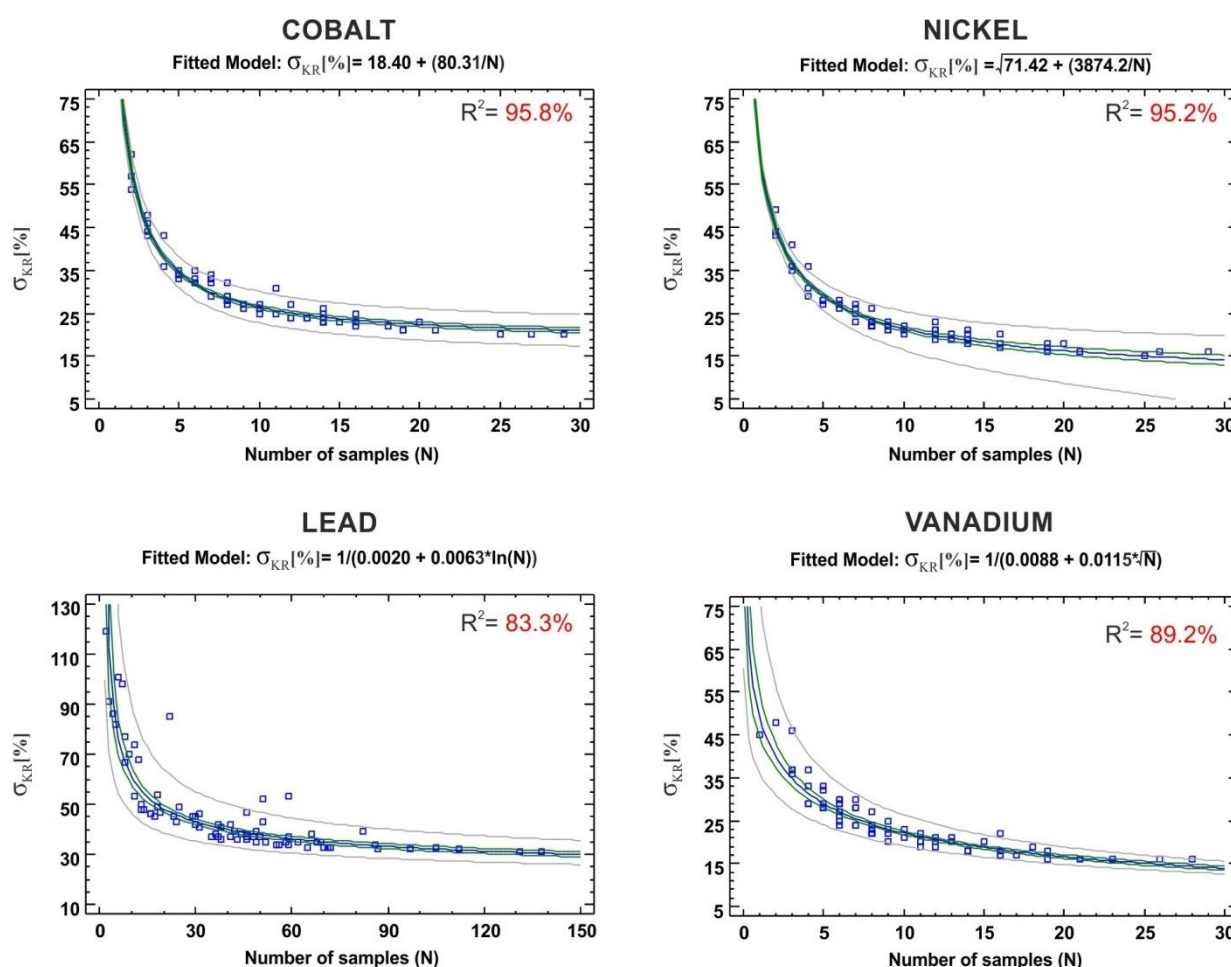 COBALT
Fitted Model: σKR[%]= 18.40 + (80.31/N)
R²= 95.8%
75
65
55
45
35
25
15
5
σKR[%]
0 5 10 15 20 25 30
Number of samples (N)
NICKEL
Fitted Model: σKR[%] =√71.42 + (3874.2/N)
R²= 95.2%
75
65
55
45
35
25
15
5
σKR[%]
0 5 10 15 20 25 30
Number of samples (N)
LEAD
Fitted Model: σKR[%]= 1/(0.0020 + 0.0063*ln(N))
R²= 83.3%
130
110
90
70
50
30
10
σKR[%]
0 30 60 90 120 150
Number of samples (N)
VANADIUM
Fitted Model: σKR[%]= 1/(0.0088 + 0.0115*√N)
R²= 89.2%
75
65
55
45
35
25
15
5
σKR[%]
0 5 10 15 20 25 30
Number of samples (N)